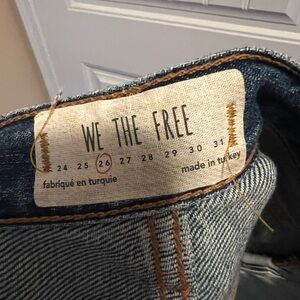 WE THE FREE
24 25 26 27 28 29 30 31
fabriqué en turquie made in turkey